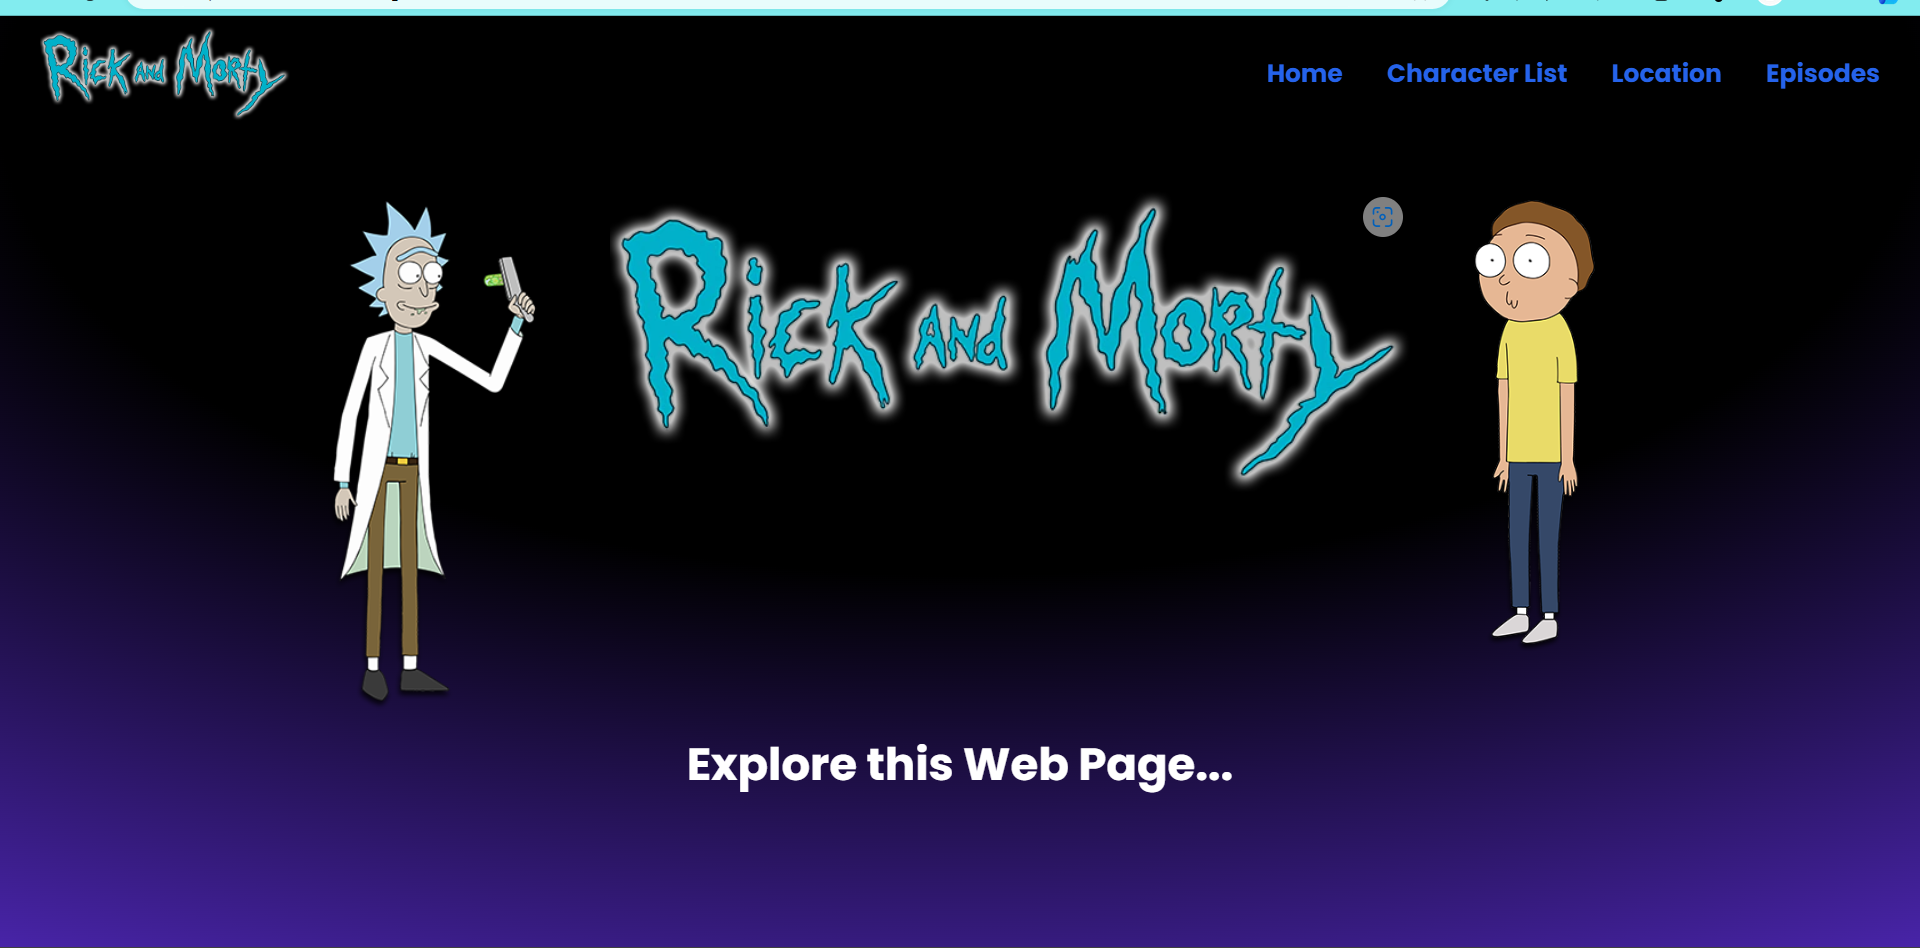 Rick and Morty
Home Character List Location Episodes
Rick and Morty
Explore this Web Page...